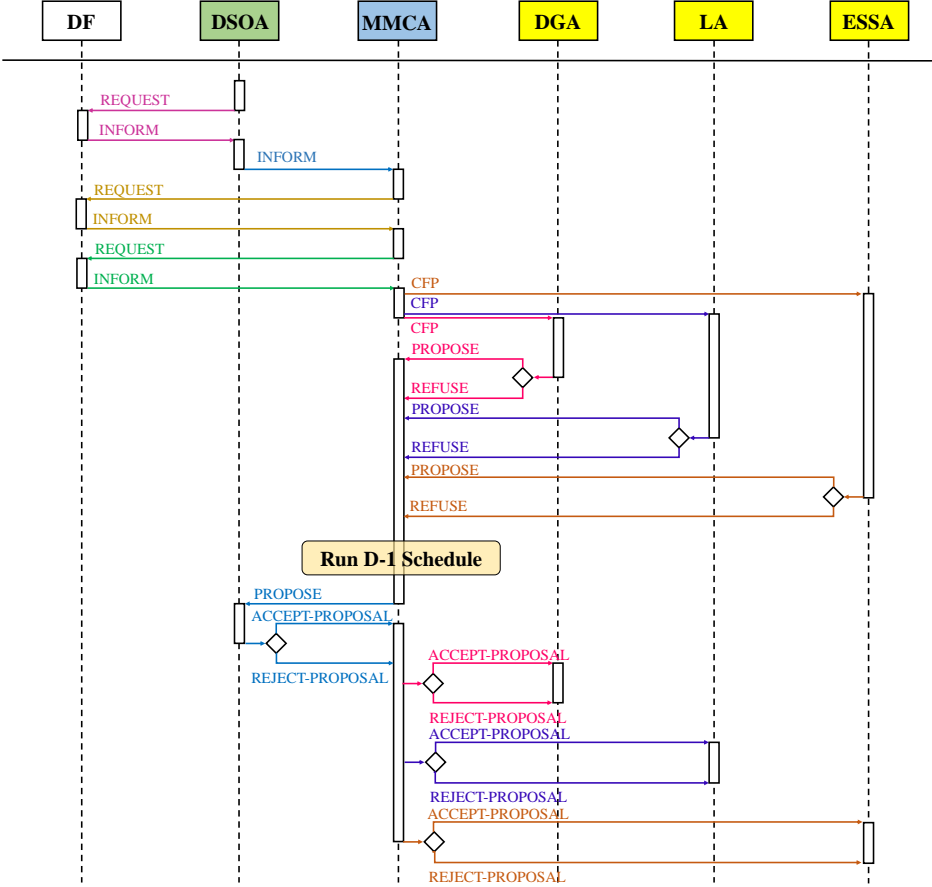 DF
DSOA
MMCA
DGA
LA
ESSA
REQUEST
INFORM
INFORM
REQUEST
INFORM
REQUEST
INFORM
CFP
CFP
CFP
PROPOSE
REFUSE
PROPOSE
REFUSE
PROPOSE
REFUSE
Run D-1 Schedule
PROPOSE
ACCEPT-PROPOSAL
REJECT-PROPOSAL
ACCEPT-PROPOSAL
REJECT-PROPOSAL
ACCEPT-PROPOSAL
REJECT-PROPOSAL
ACCEPT-PROPOSAL
REJECT-PROPOSAL